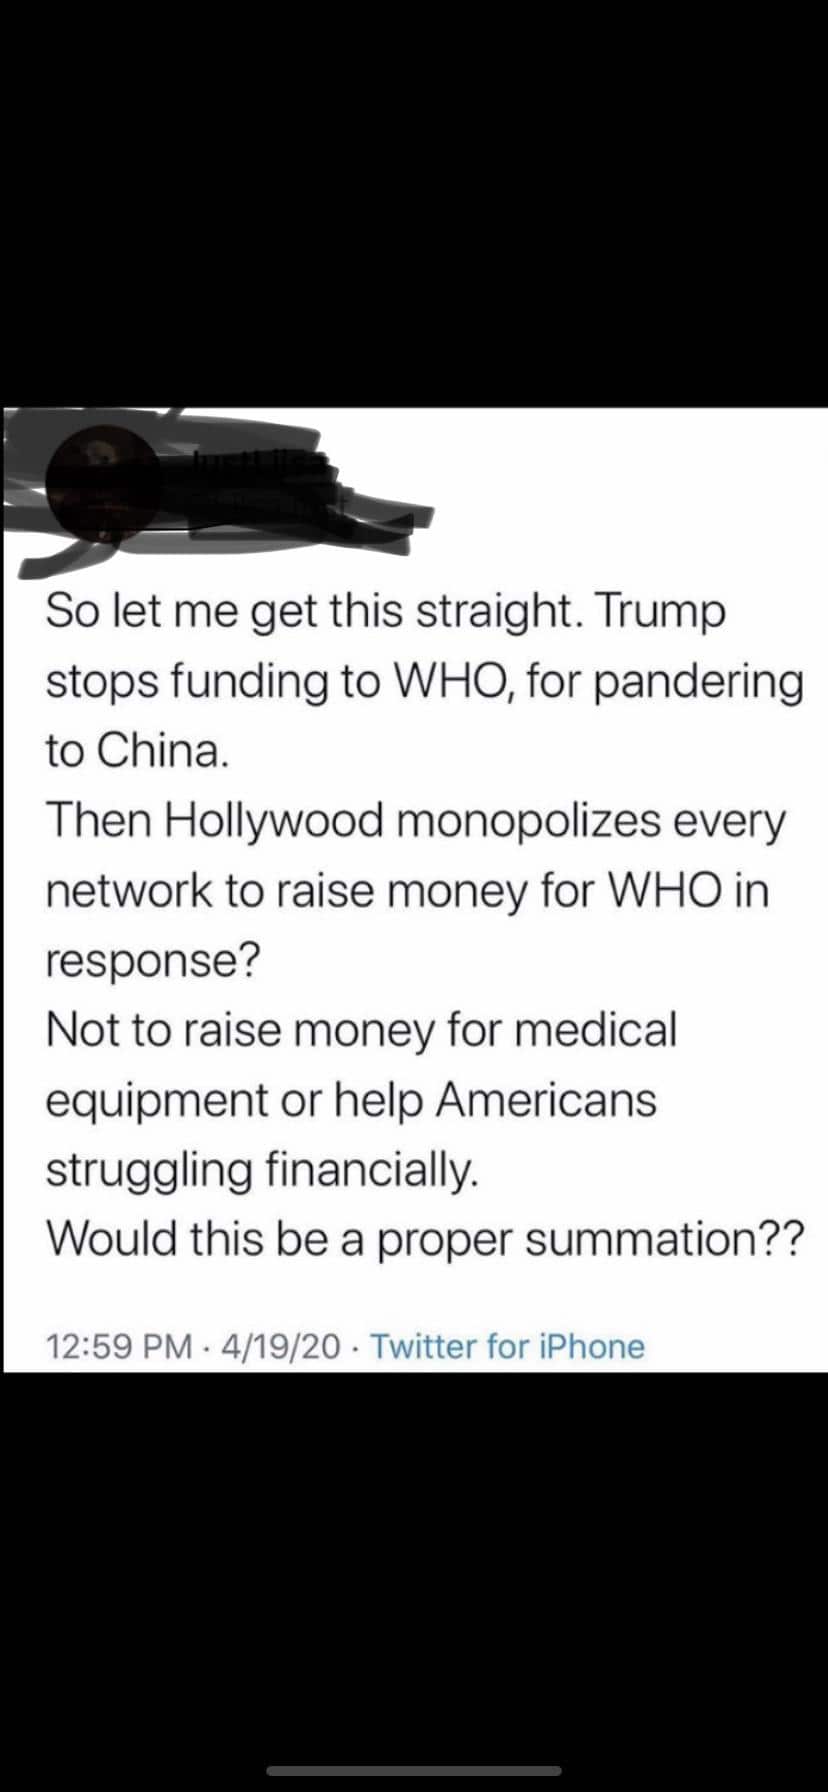 So let me get this straight. Trump
stops funding to WHO, for pandering
to China.
Then Hollywood monopolizes every
network to raise money for WHO in
response?
Not to raise money for medical
equipment or help Americans
struggling financially.
Would this be a proper summation??
12:59 PM · 4/19/20 · Twitter for iPhone